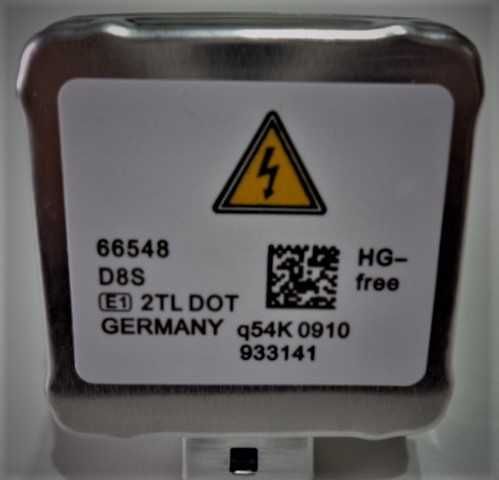 66548
D8S
E1 2TL DOT
GERMANY q54K 0910
933141
HG-
free